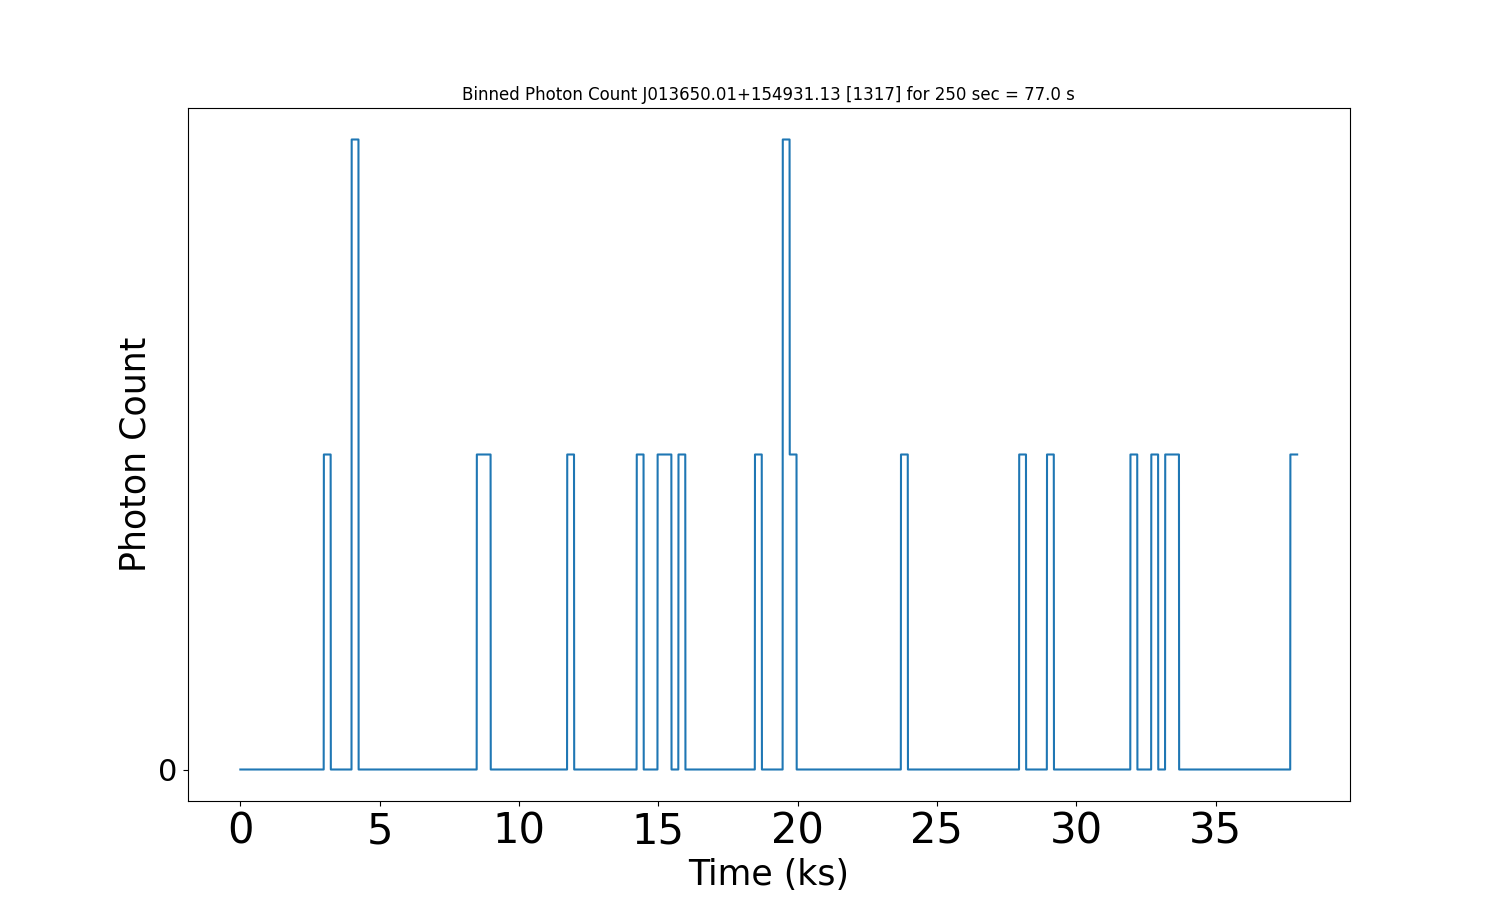 Binned Photon Count J013650.01+154931.13 [1317] for 250 sec = 77.0 s
Photon Count
0
0 5 10 15 20 25 30 35
Time (ks)